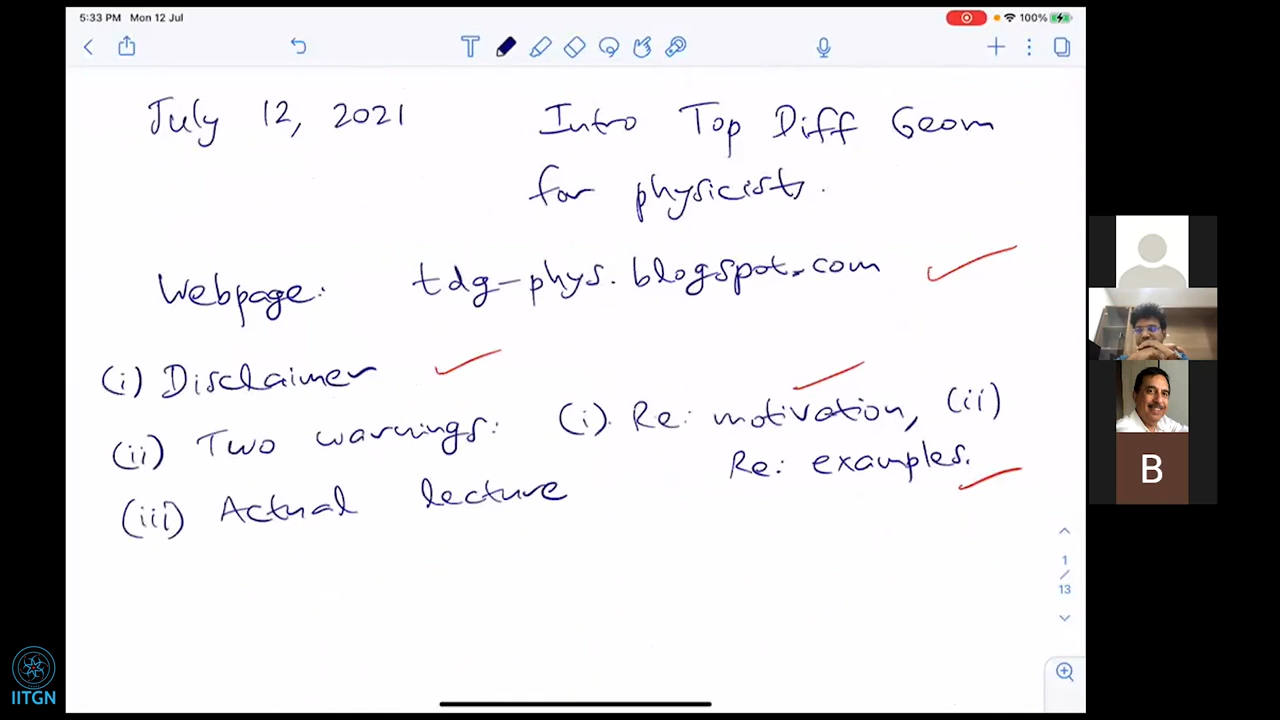 5:33 PM Mon 12 Jul 100%
July 12, 2021 Intro Top Diff Geom
for physicists.
Webpage: tdg-phys.blogspot.com
(i) Disclaimer
(ii) Two warnings: (i). Re: motivation, (ii)
Re: examples.
(iii) Actual lecture
B
1
/
13
IITGN